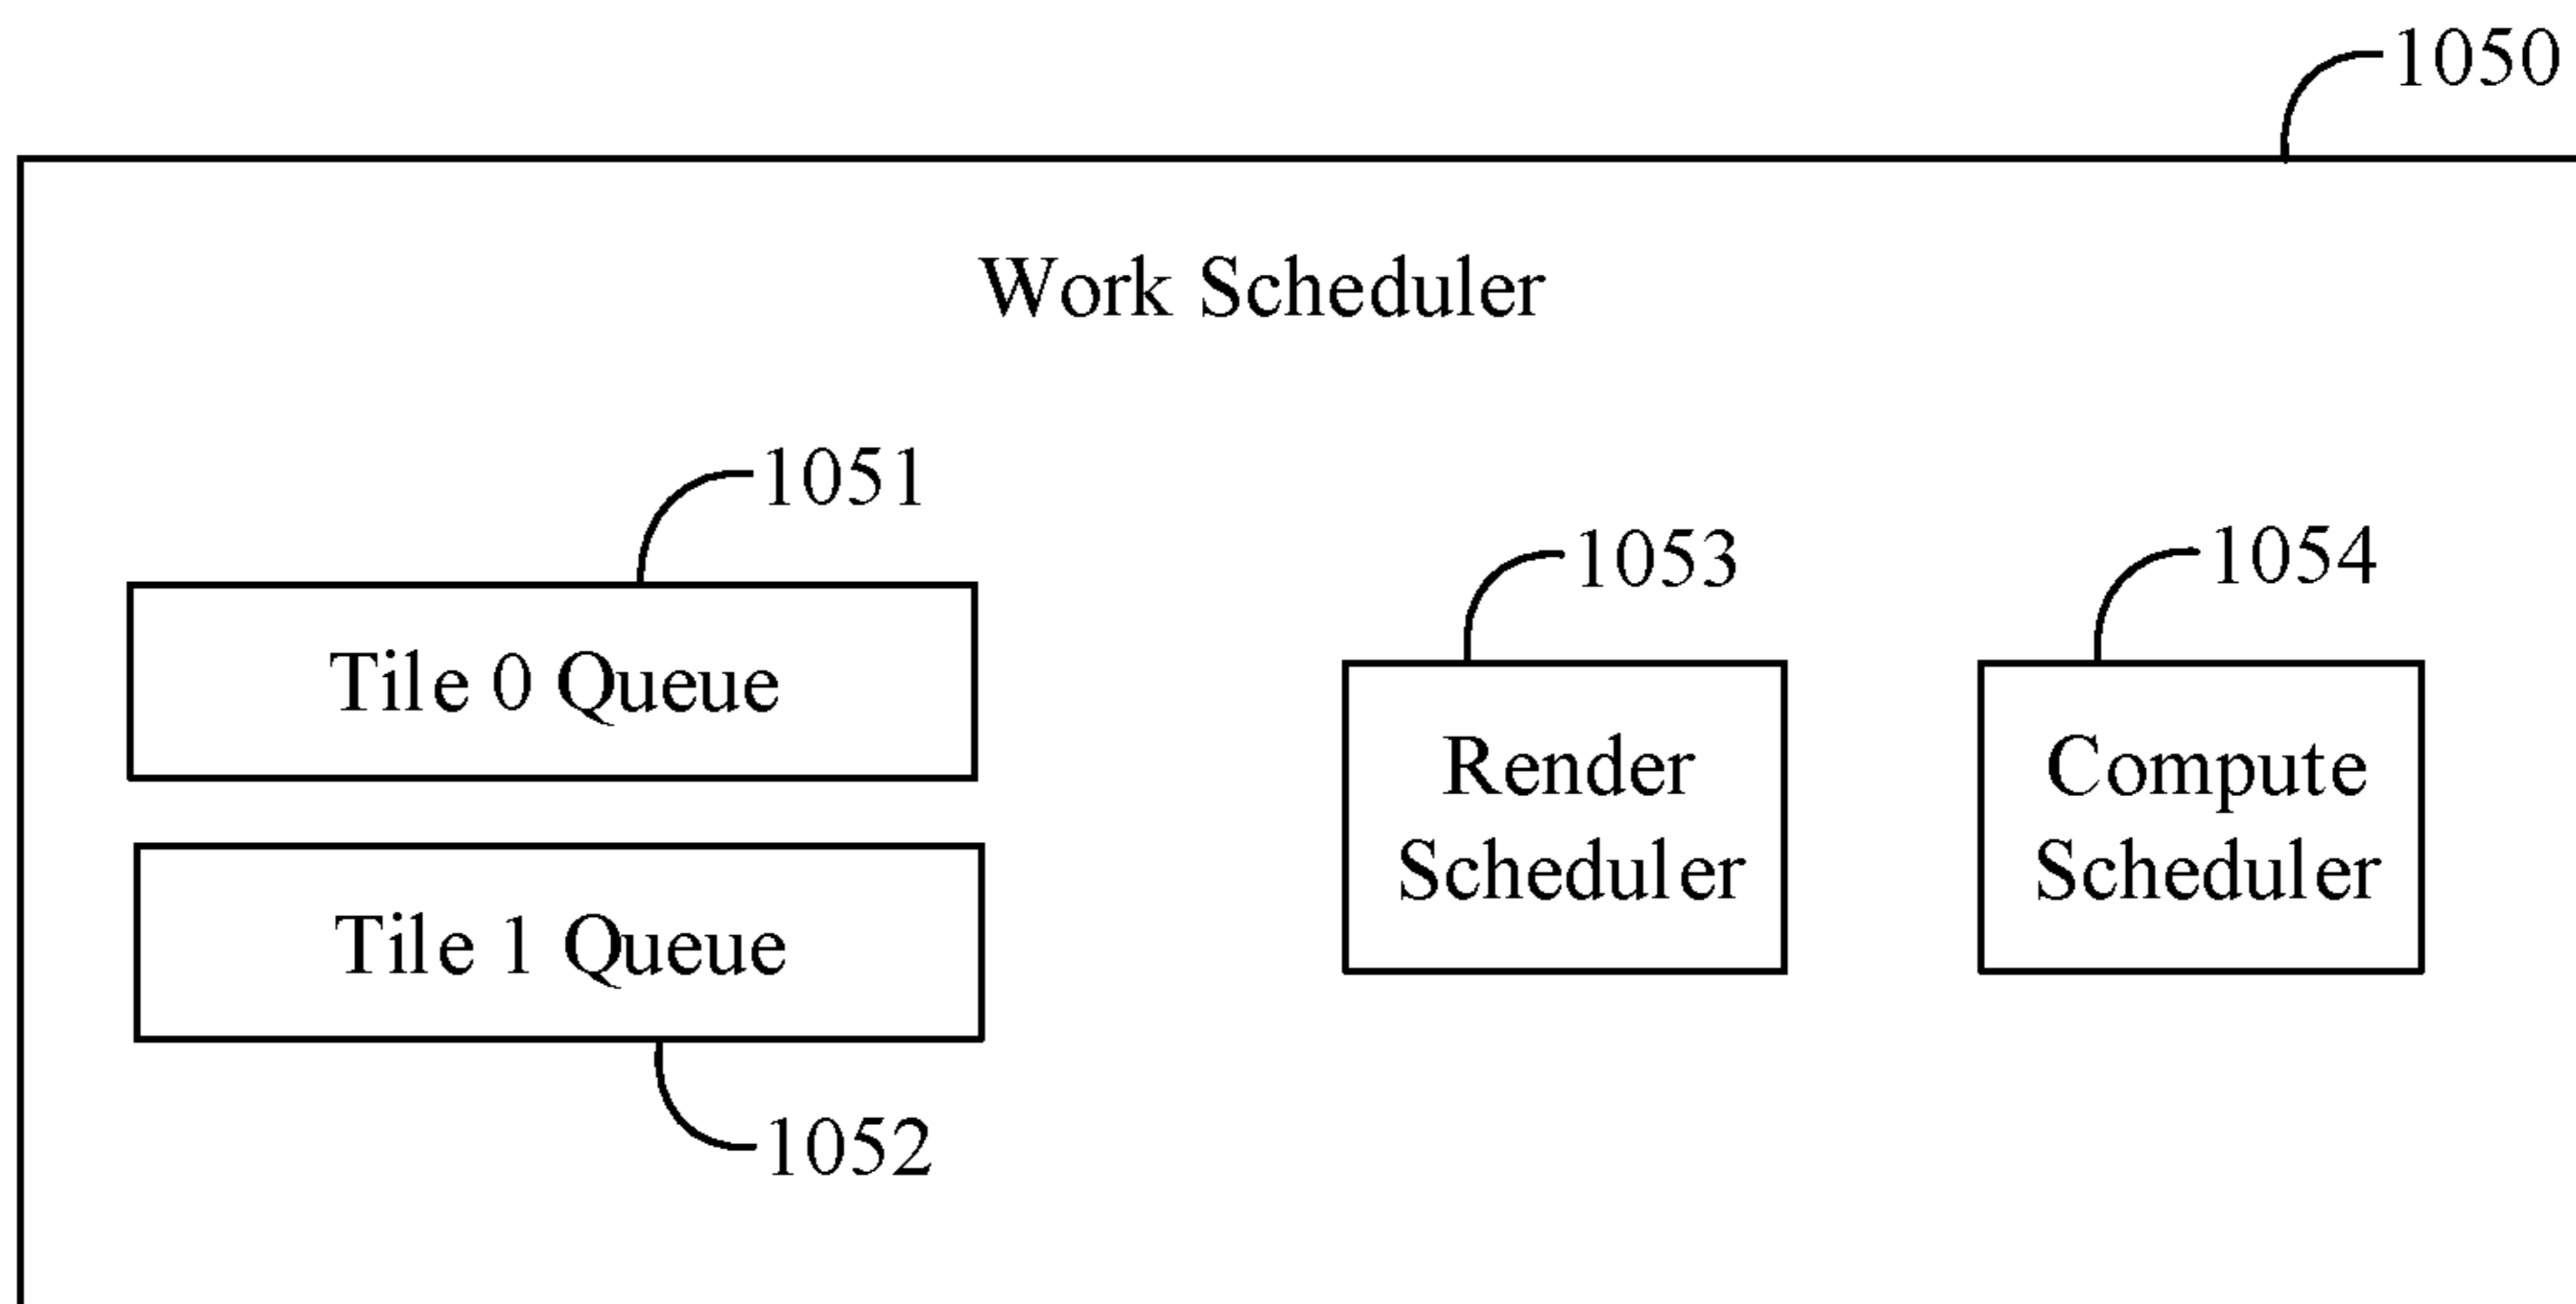 1050
Work Scheduler
1051
Tile 0 Queue
Tile 1 Queue
1052
1053
Render
Scheduler
1054
Compute
Scheduler